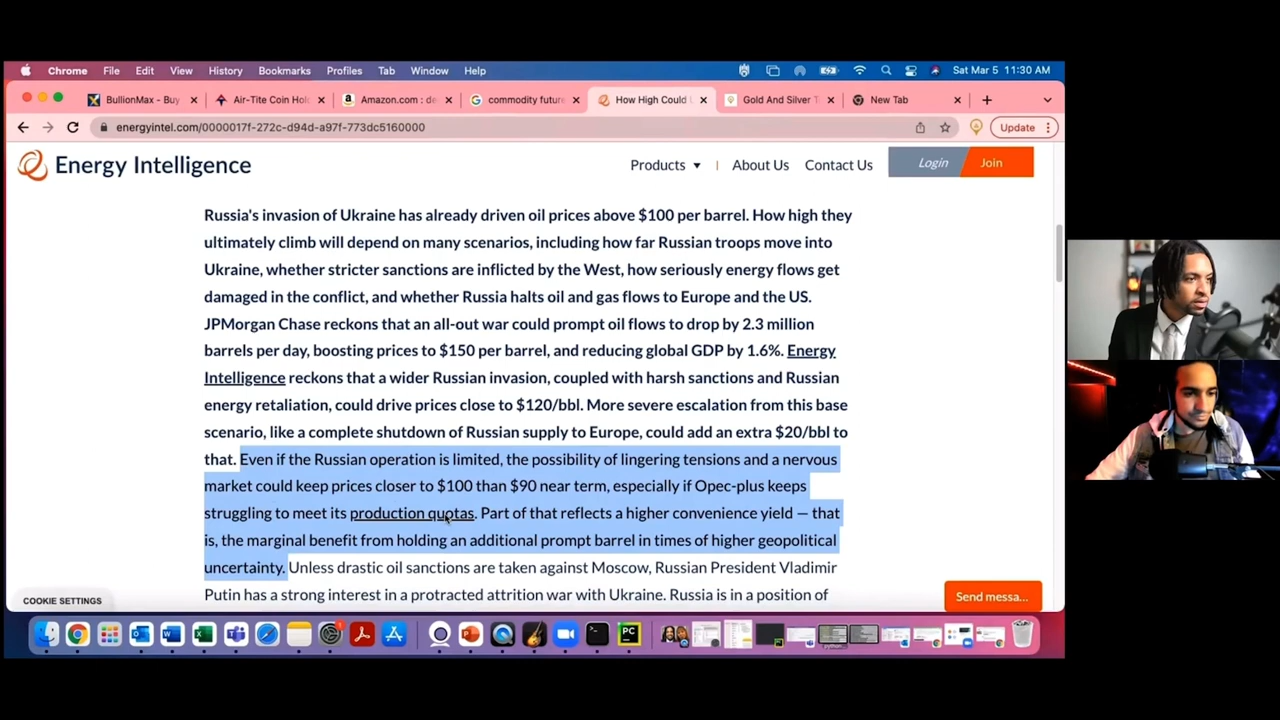 Chrome File Edit View History Bookmarks Profiles Tab Window Help Sat Mar 5 11:30 AM
BullionMax - Buy Air-Tite Coin Ho Amazon.com : de commodity future How High Could Gold And Silver T New Tab
energyintel.com/0000017f-272c-d94d-a97f-773dc5160000 Update
Energy Intelligence Products About Us Contact Us Login Join
Russia's invasion of Ukraine has already driven oil prices above $100 per barrel. How high they
ultimately climb will depend on many scenarios, including how far Russian troops move into
Ukraine, whether stricter sanctions are inflicted by the West, how seriously energy flows get
damaged in the conflict, and whether Russia halts oil and gas flows to Europe and the US.
JPMorgan Chase reckons that an all-out war could prompt oil flows to drop by 2.3 million
barrels per day, boosting prices to $150 per barrel, and reducing global GDP by 1.6%. Energy
Intelligence reckons that a wider Russian invasion, coupled with harsh sanctions and Russian
energy retaliation, could drive prices close to $120/bbl. More severe escalation from this base
scenario, like a complete shutdown of Russian supply to Europe, could add an extra $20/bbl to
that. Even if the Russian operation is limited, the possibility of lingering tensions and a nervous
market could keep prices closer to $100 than $90 near term, especially if Opec-plus keeps
struggling to meet its production quotas. Part of that reflects a higher convenience yield — that
is, the marginal benefit from holding an additional prompt barrel in times of higher geopolitical
uncertainty. Unless drastic oil sanctions are taken against Moscow, Russian President Vladimir
Putin has a strong interest in a protracted attrition war with Ukraine. Russia is in a position of
COOKIE SETTINGS Send messa...
PC